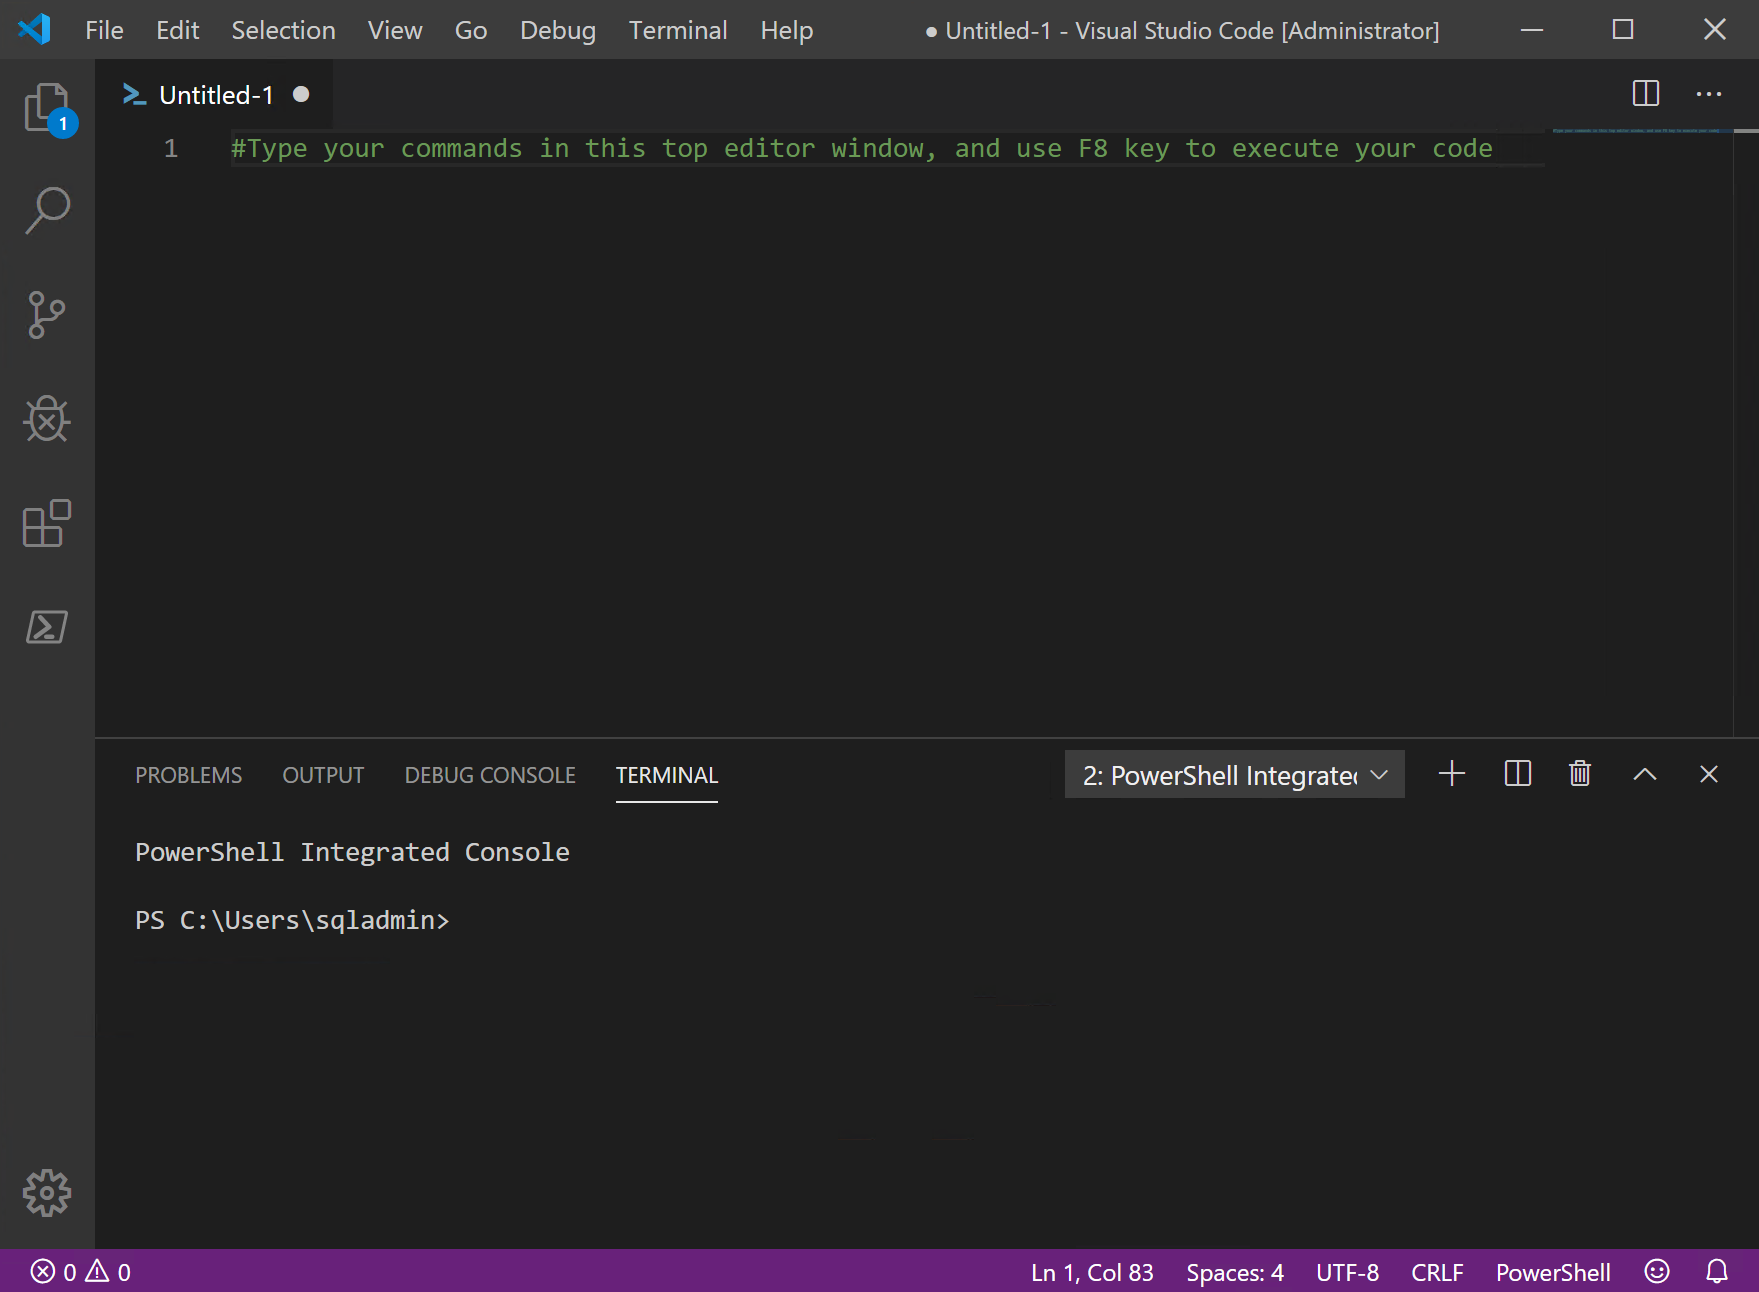 File Edit Selection View Go Debug Terminal Help ● Untitled-1 - Visual Studio Code [Administrator]
1
Untitled-1
1 #Type your commands in this top editor window, and use F8 key to execute your code
PROBLEMS OUTPUT DEBUG CONSOLE TERMINAL 2: PowerShell Integrated
PowerShell Integrated Console
PS C:\Users\sqladmin>
0 0 Ln 1, Col 83 Spaces: 4 UTF-8 CRLF PowerShell